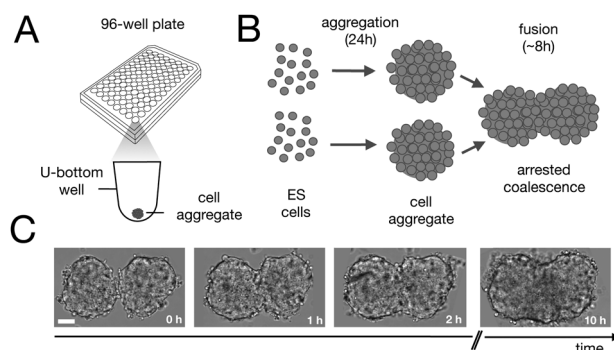 A
96-well plate
U-bottom
well
cell
aggregate
B
aggregation
(24h)
fusion
(~8h)
ES
cells
cell
aggregate
arrested
coalescence
C
0 h
1 h
2 h
10 h
time